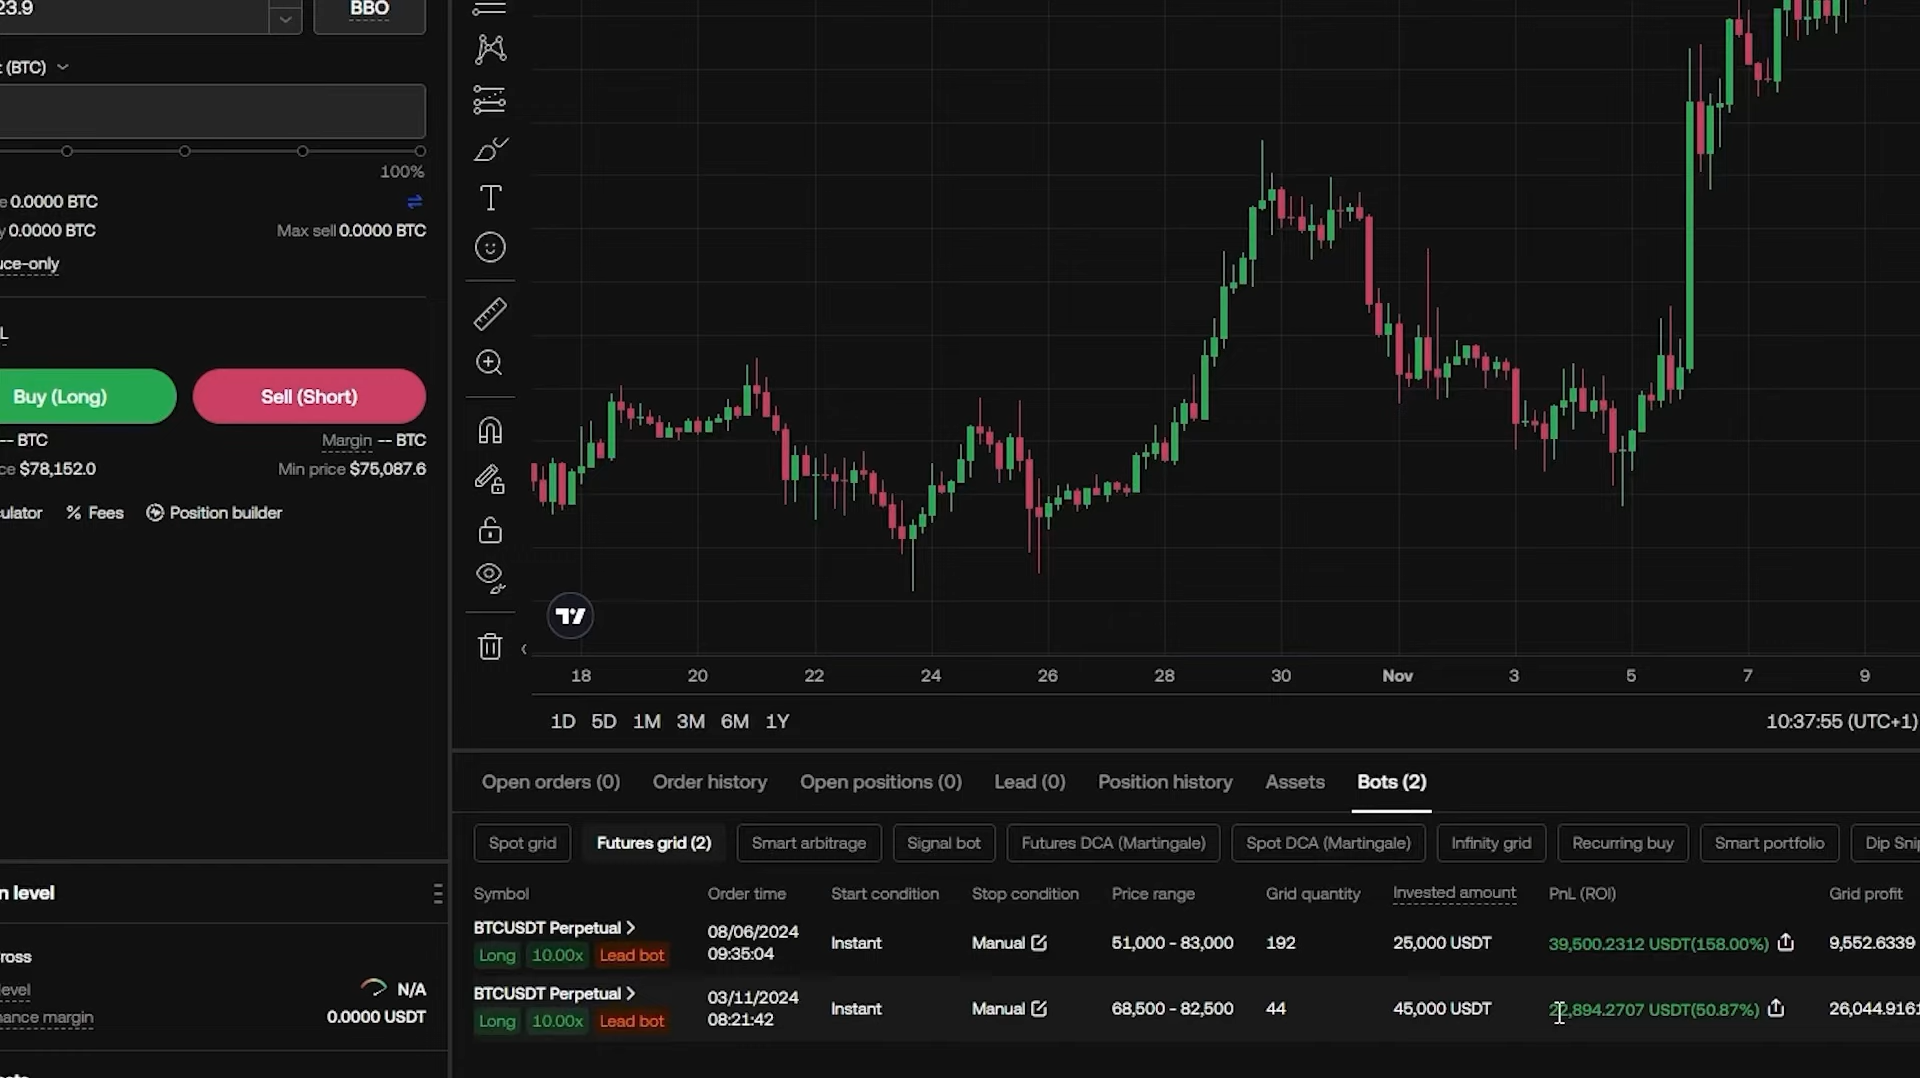 23.9
BBO
(BTC)
100%
0.0000 BTC
0.0000 BTC Max sell 0.0000 BTC
uce-only
L
Buy (Long) Sell (Short)
-- BTC Margin -- BTC
ce $78,152.0 Min price $75,087.6
ulator % Fees Position builder
18 20 22 24 26 28 30 Nov 3 5 7 9
1D 5D 1M 3M 6M 1Y 10:37:55 (UTC+1)
Open orders (0) Order history Open positions (0) Lead (0) Position history Assets Bots (2)
Spot grid Futures grid (2) Smart arbitrage Signal bot Futures DCA (Martingale) Spot DCA (Martingale) Infinity grid Recurring buy Smart portfolio Dip Snip
n level
Symbol Order time Start condition Stop condition Price range Grid quantity Invested amount PnL (ROI) Grid profit
BTCUSDT Perpetual
08/06/2024
09:35:04
Instant Manual 51,000 - 83,000 192 25,000 USDT 39,500.2312 USDT(158.00%) 9,552.6339
Long 10.00x Lead bot
ross
BTCUSDT Perpetual
03/11/2024
08:21:42
Instant Manual 68,500 - 82,500 44 45,000 USDT 22,894.2707 USDT(50.87%) 26,044.9161
Long 10.00x Lead bot
level N/A
nance margin 0.0000 USDT